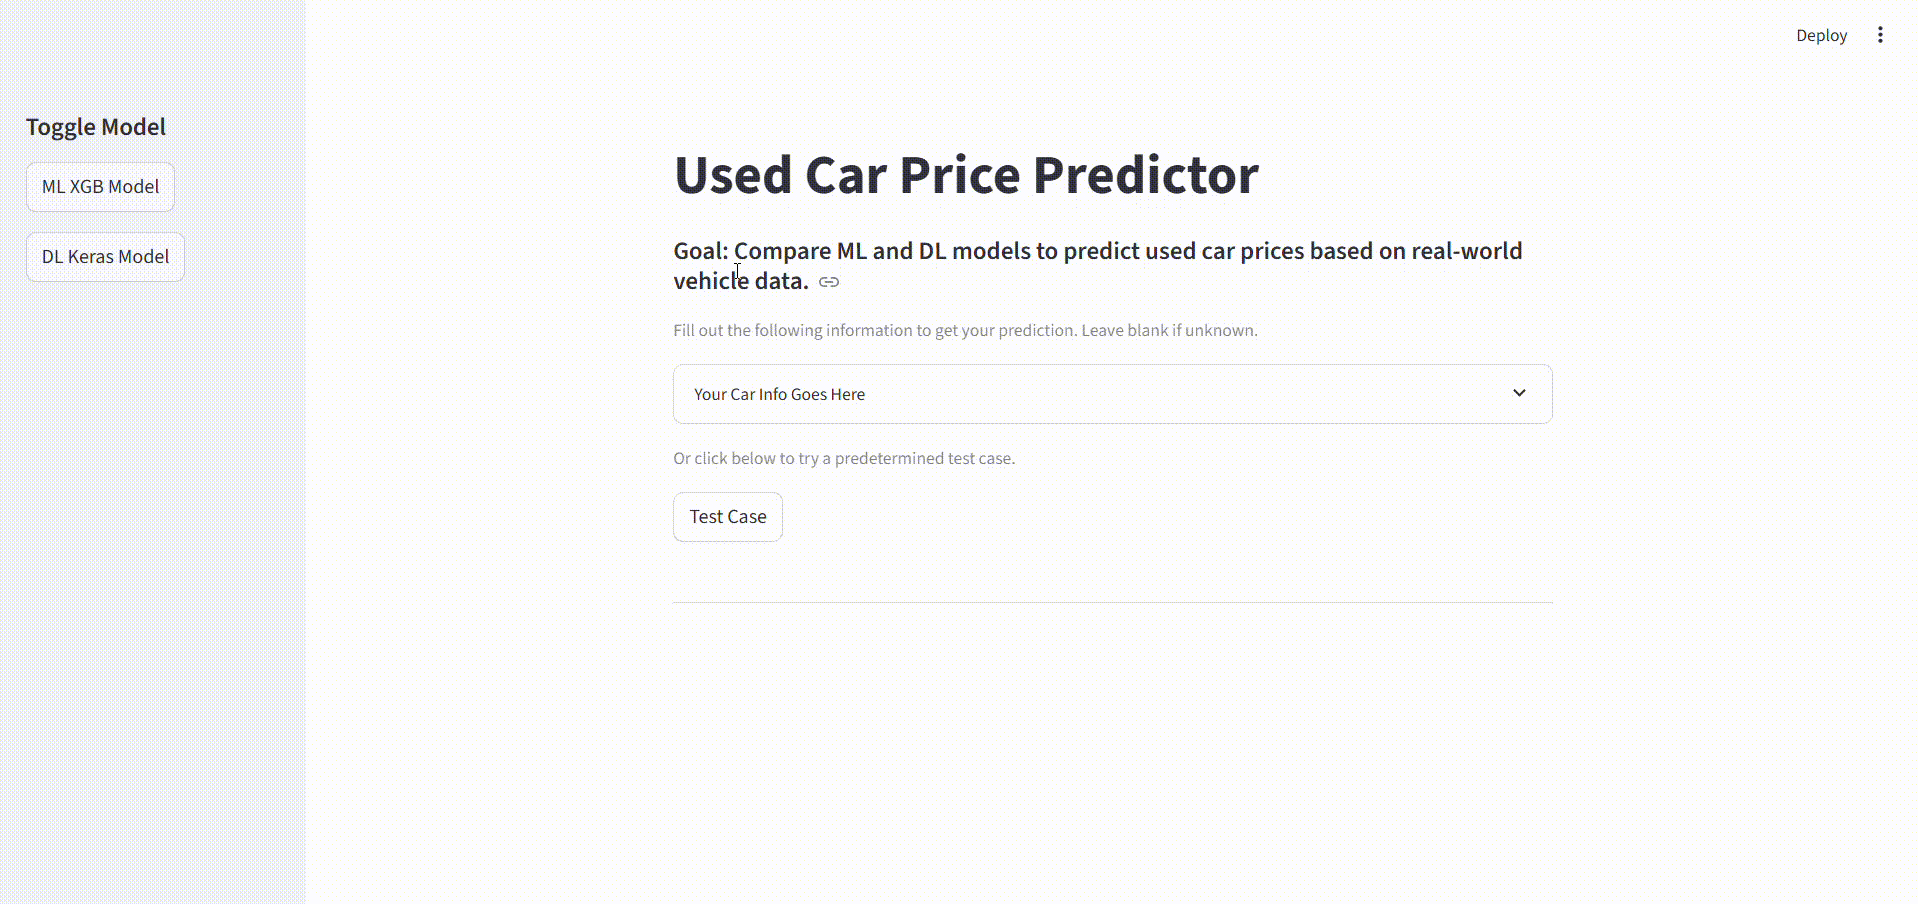 Deploy
Toggle Model
ML XGB Model
DL Keras Model
Used Car Price Predictor
Goal: Compare ML and DL models to predict used car prices based on real-world
vehicle data.
Fill out the following information to get your prediction. Leave blank if unknown.
Your Car Info Goes Here
Or click below to try a predetermined test case.
Test Case